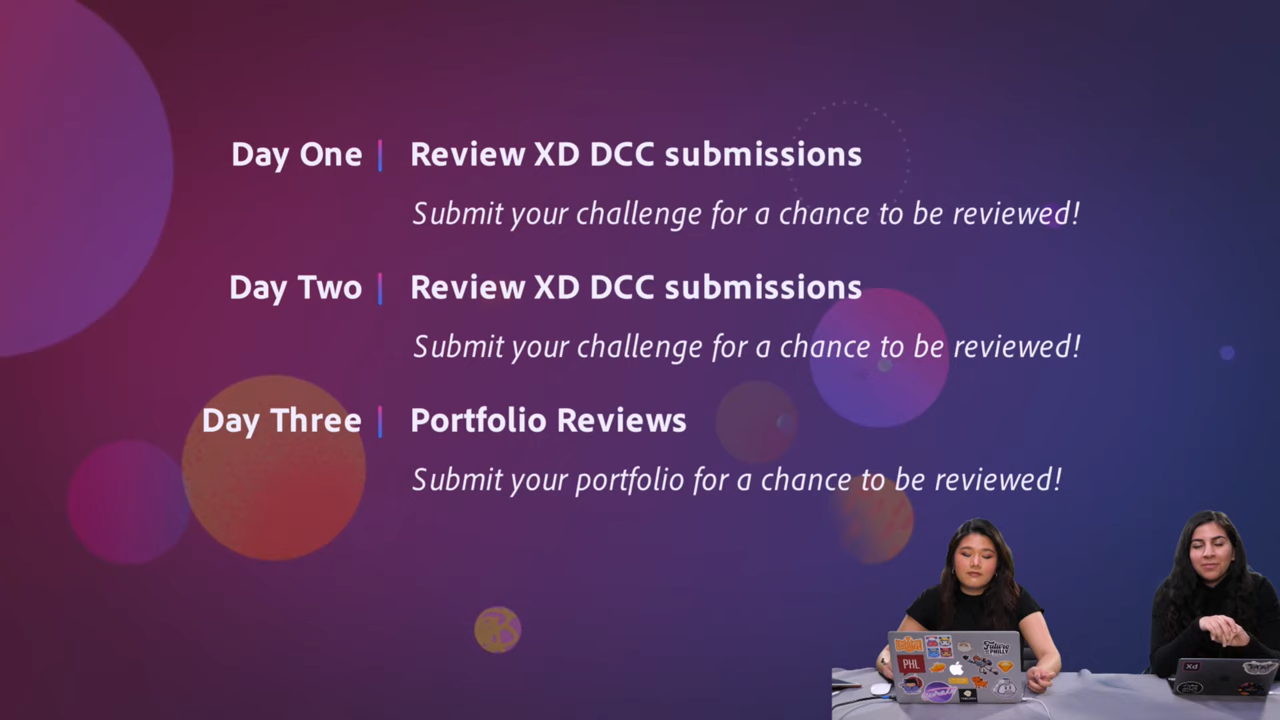 Day One | Review XD DCC submissions
Submit your challenge for a chance to be reviewed!
Day Two | Review XD DCC submissions
Submit your challenge for a chance to be reviewed!
Day Three | Portfolio Reviews
Submit your portfolio for a chance to be reviewed!
PHL
Xd